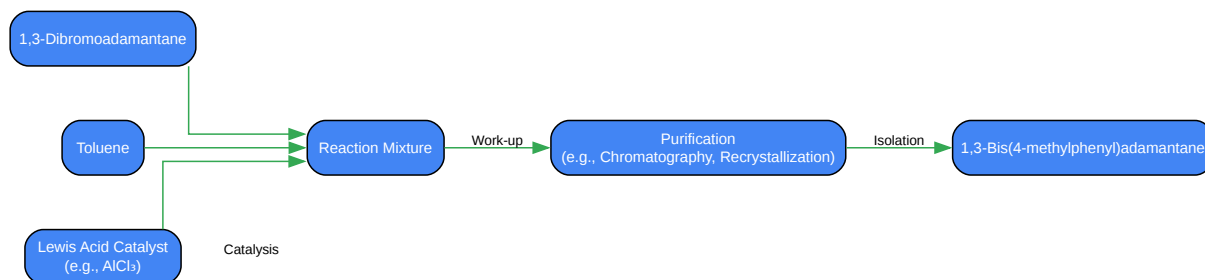 1,3-Dibromoadamantane
Toluene
Reaction Mixture
Work-up
Purification
(e.g., Chromatography, Recrystallization)
Isolation
1,3-Bis(4-methylphenyl)adamantane
Lewis Acid Catalyst
(e.g., AlCl₃)
Catalysis